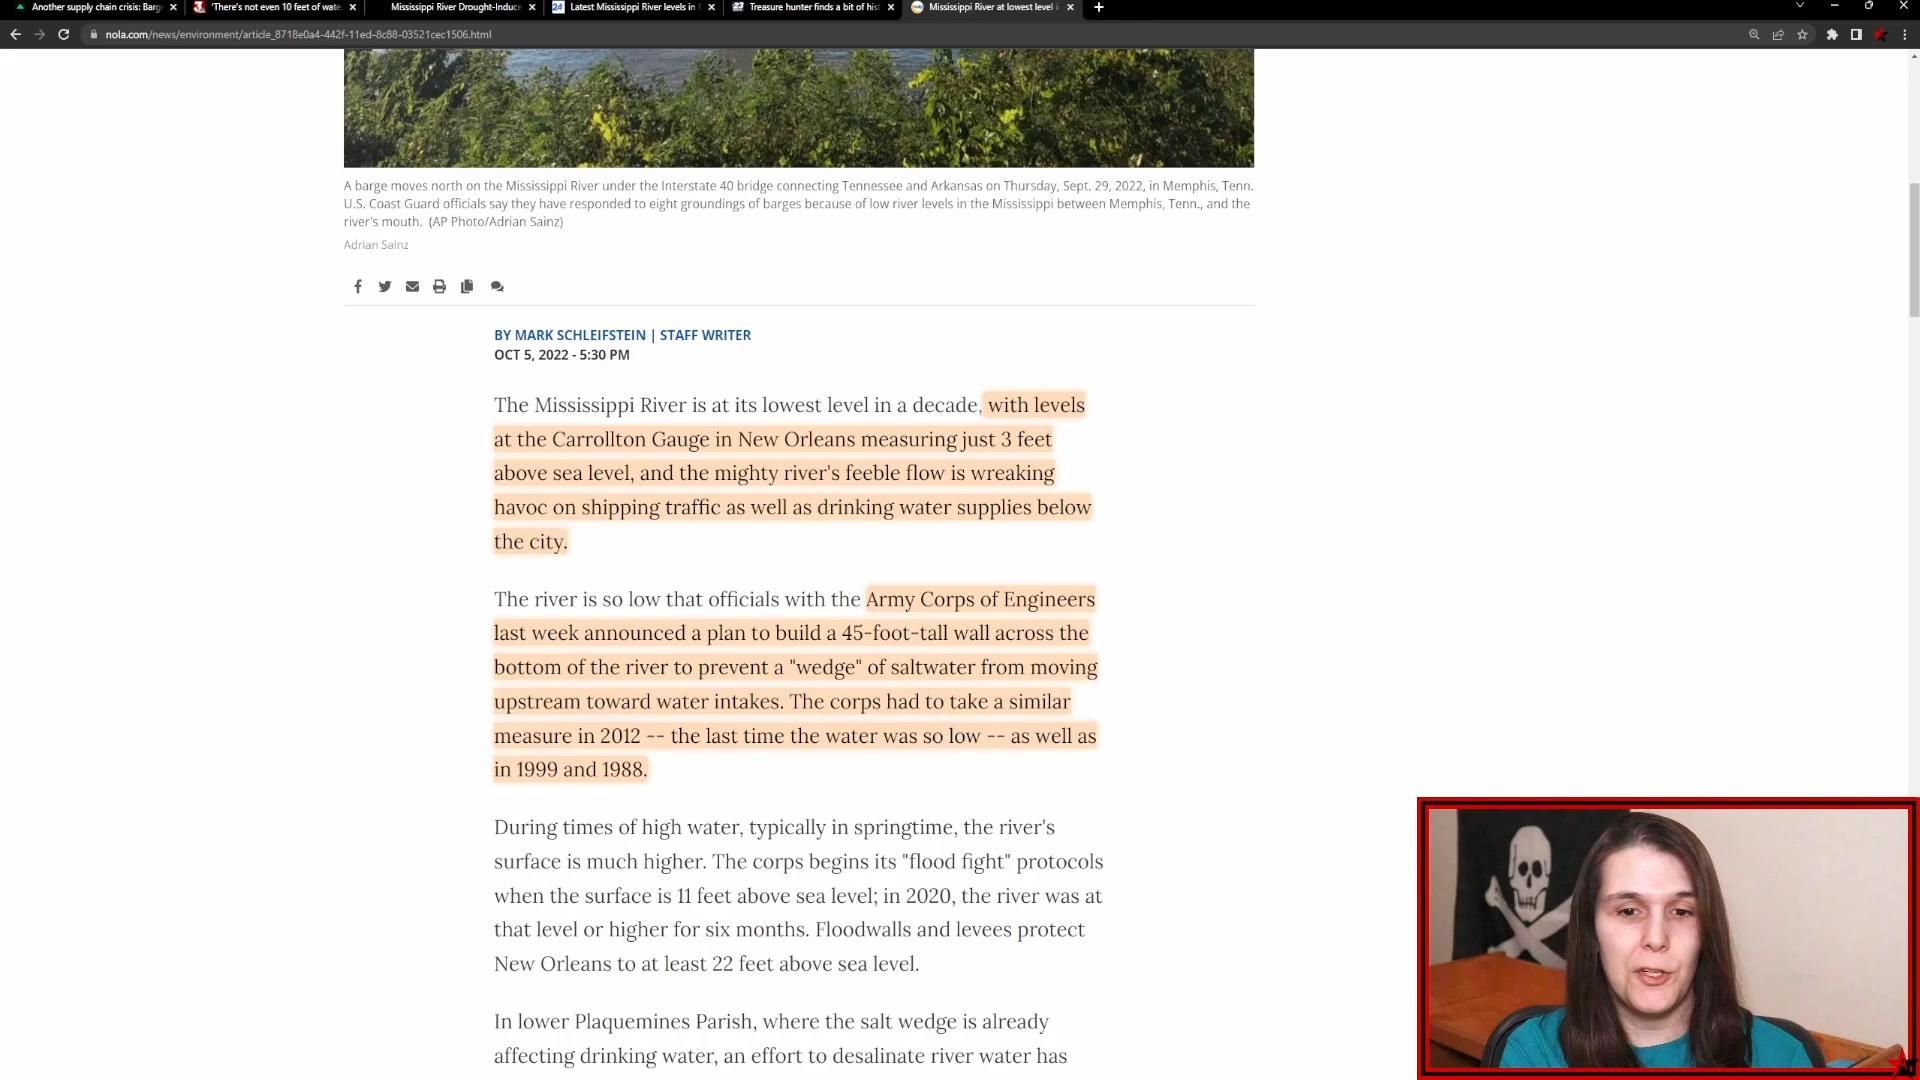 Another supply chain crisis: Barg
'There's not even 10 feet of wate
Mississippi River Drought-Induce
Latest Mississippi River levels in
Treasure hunter finds a bit of hist
Mississippi River at lowest level i
nola.com/news/environment/article_8718e0a4-442f-11ed-8c88-03521cec1506.html
A barge moves north on the Mississippi River under the Interstate 40 bridge connecting Tennessee and Arkansas on Thursday, Sept. 29, 2022, in Memphis, Tenn.
U.S. Coast Guard officials say they have responded to eight groundings of barges because of low river levels in the Mississippi between Memphis, Tenn., and the
river's mouth. (AP Photo/Adrian Sainz)
Adrian Sainz
BY MARK SCHLEIFSTEIN | STAFF WRITER
OCT 5, 2022 - 5:30 PM
The Mississippi River is at its lowest level in a decade, with levels
at the Carrollton Gauge in New Orleans measuring just 3 feet
above sea level, and the mighty river's feeble flow is wreaking
havoc on shipping traffic as well as drinking water supplies below
the city.
The river is so low that officials with the Army Corps of Engineers
last week announced a plan to build a 45-foot-tall wall across the
bottom of the river to prevent a "wedge" of saltwater from moving
upstream toward water intakes. The corps had to take a similar
measure in 2012 -- the last time the water was so low -- as well as
in 1999 and 1988.
During times of high water, typically in springtime, the river's
surface is much higher. The corps begins its "flood fight" protocols
when the surface is 11 feet above sea level; in 2020, the river was at
that level or higher for six months. Floodwalls and levees protect
New Orleans to at least 22 feet above sea level.
In lower Plaquemines Parish, where the salt wedge is already
affecting drinking water, an effort to desalinate river water has